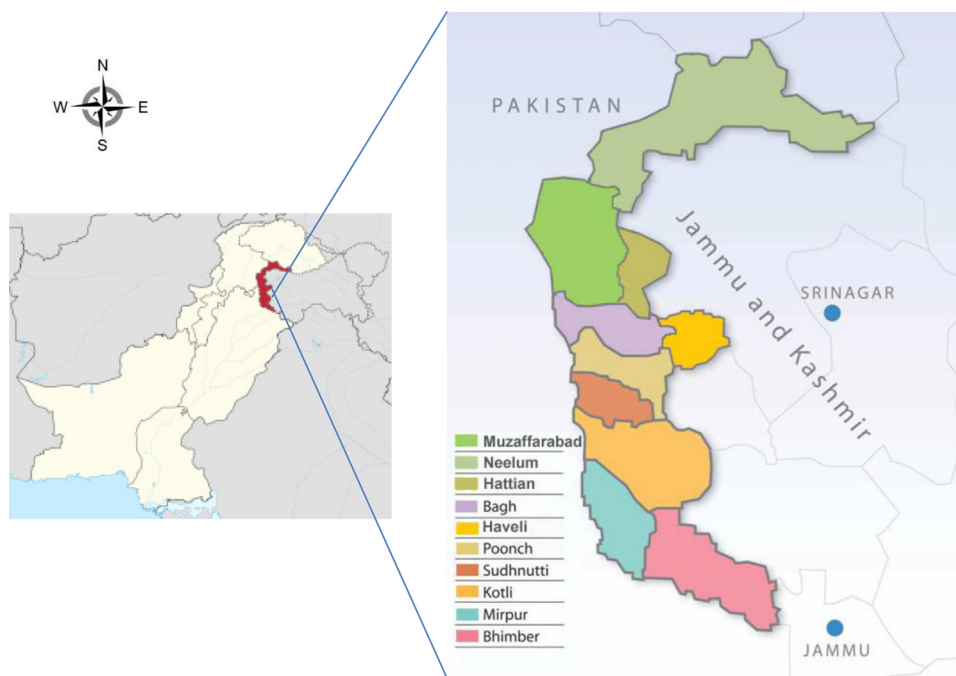 N
W E
S
PAKISTAN
Jammu and Kashmir
SRINAGAR
JAMMU
Muzaffarabad
Neelum
Hattian
Bagh
Haveli
Poonch
Sudhnutti
Kotli
Mirpur
Bhimber